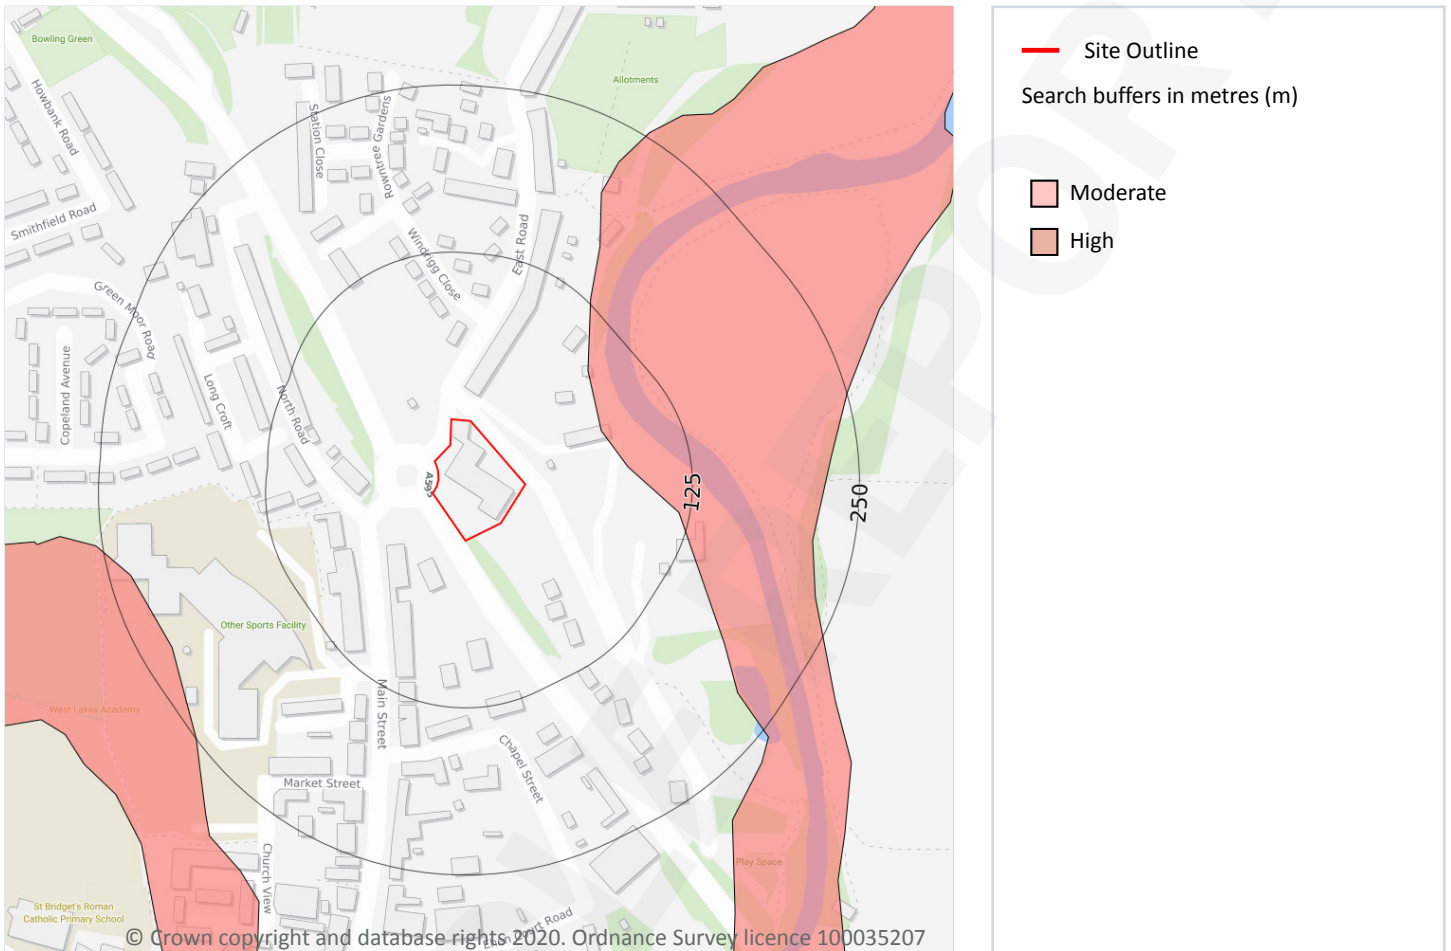 Bowling Green
Howbank Road
Smithfield Road
Station Close
Rowntree Gardens
Allotments
East Road
Windrigg Close
Green Moor Road
Copeland Avenue
Long Croft
North Road
A595
125
250
Other Sports Facility
West Lakes Academy
Main Street
Chapel Street
Market Street
Church View
Play Space
St Bridget's Roman
Catholic Primary School
© Crown copyright and database rights 2020. Ordnance Survey licence 100035207
Site Outline
Search buffers in metres (m)
Moderate
High